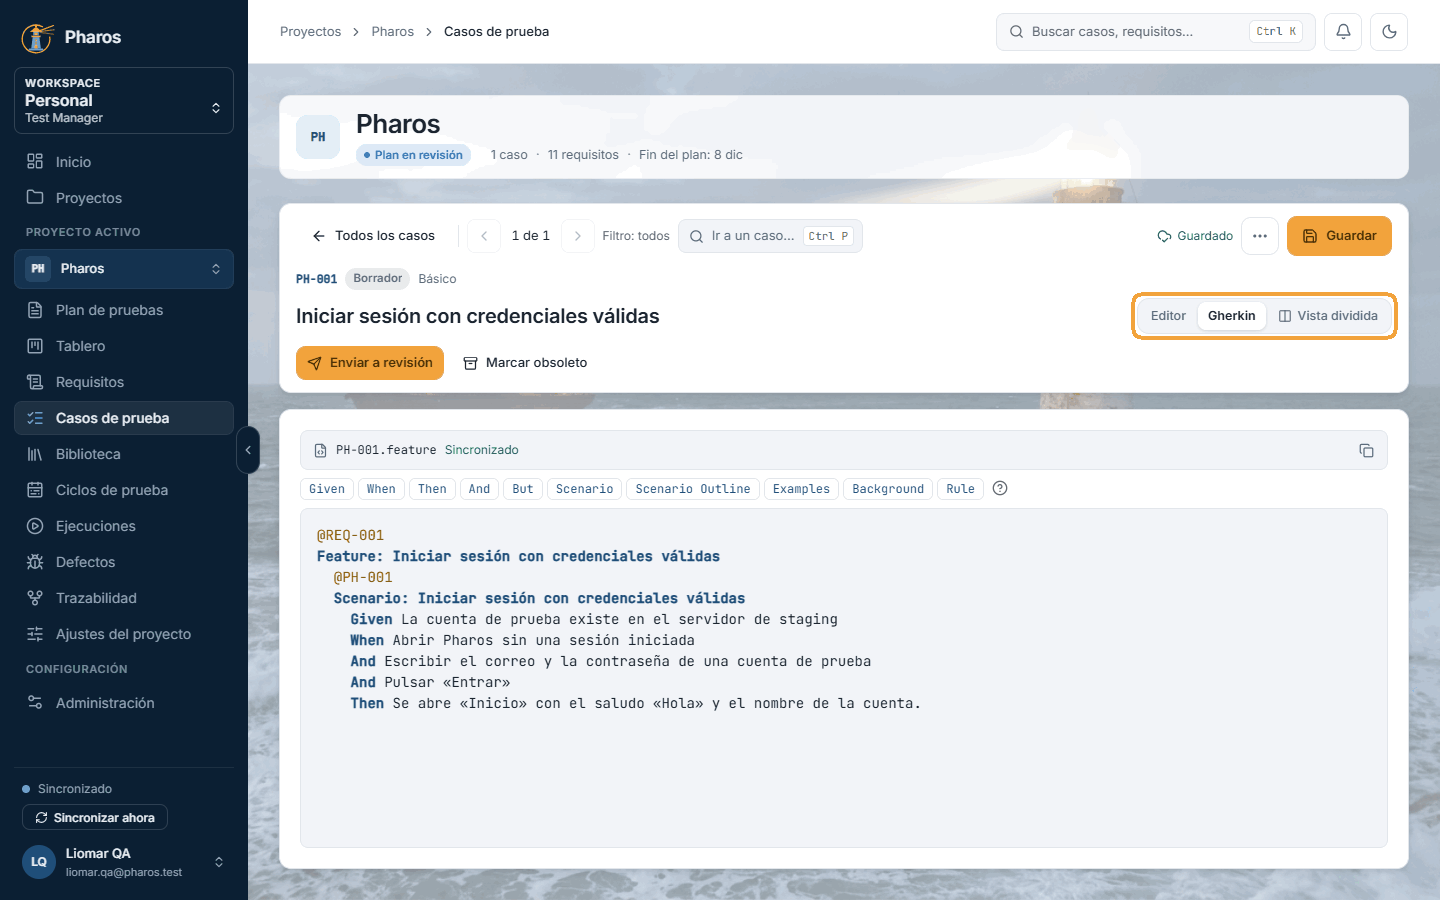 Pharos
WORKSPACE
Personal
Test Manager
Inicio
Proyectos
PROYECTO ACTIVO
PH Pharos
Plan de pruebas
Tablero
Requisitos
Casos de prueba
Biblioteca
Ciclos de prueba
Ejecuciones
Defectos
Trazabilidad
Ajustes del proyecto
CONFIGURACIÓN
Administración
Sincronizado
Sincronizar ahora
LQ
Liomar QA
liomar.qa@pharos.test
Proyectos > Pharos > Casos de prueba
Buscar casos, requisitos... Ctrl K
PH
Pharos
Plan en revisión 1 caso · 11 requisitos · Fin del plan: 8 dic
Todos los casos 1 de 1 Filtro: todos Ir a un caso... Ctrl P Guardado Guardar
PH-001 Borrador Básico
Iniciar sesión con credenciales válidas
Editor Gherkin Vista dividida
Enviar a revisión Marcar obsoleto
PH-001.feature Sincronizado
Given When Then And But Scenario Scenario Outline Examples Background Rule
@REQ-001
Feature: Iniciar sesión con credenciales válidas
@PH-001
Scenario: Iniciar sesión con credenciales válidas
Given La cuenta de prueba existe en el servidor de staging
When Abrir Pharos sin una sesión iniciada
And Escribir el correo y la contraseña de una cuenta de prueba
And Pulsar «Entrar»
Then Se abre «Inicio» con el saludo «Hola» y el nombre de la cuenta.